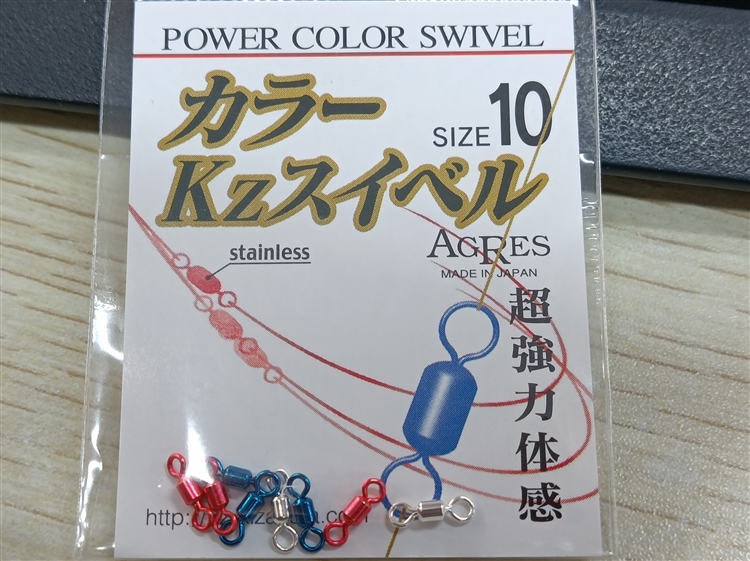 POWER COLOR SWIVEL
カラー
SIZE 10
Kzスイベル
stainless
AGRES
MADE IN JAPAN
超強力体感
http://